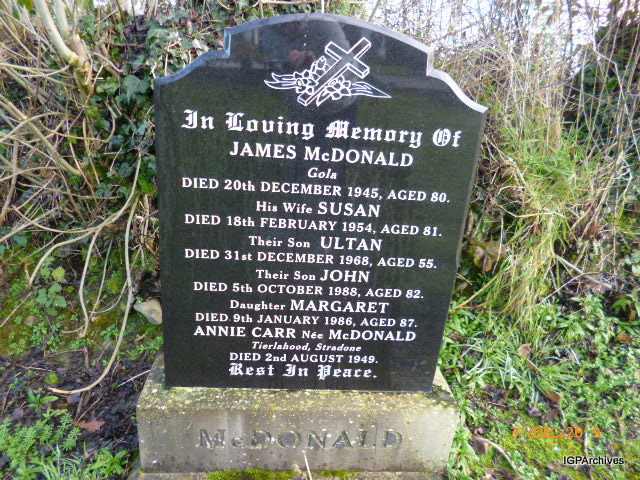 In Loving Memory Of
JAMES McDONALD
Gola
DIED 20th DECEMBER 1945, AGED 80.
His Wife SUSAN
DIED 18th FEBRUARY 1954, AGED 81.
Their Son ULTAN
DIED 31st DECEMBER 1968, AGED 55.
Their Son JOHN
DIED 5th OCTOBER 1988, AGED 82.
Daughter MARGARET
DIED 9th JANUARY 1986, AGED 87.
ANNIE CARR Née McDONALD
Tierlahood, Stradone
DIED 2nd AUGUST 1949.
Rest In Peace.
McDONALD
IGPArchives